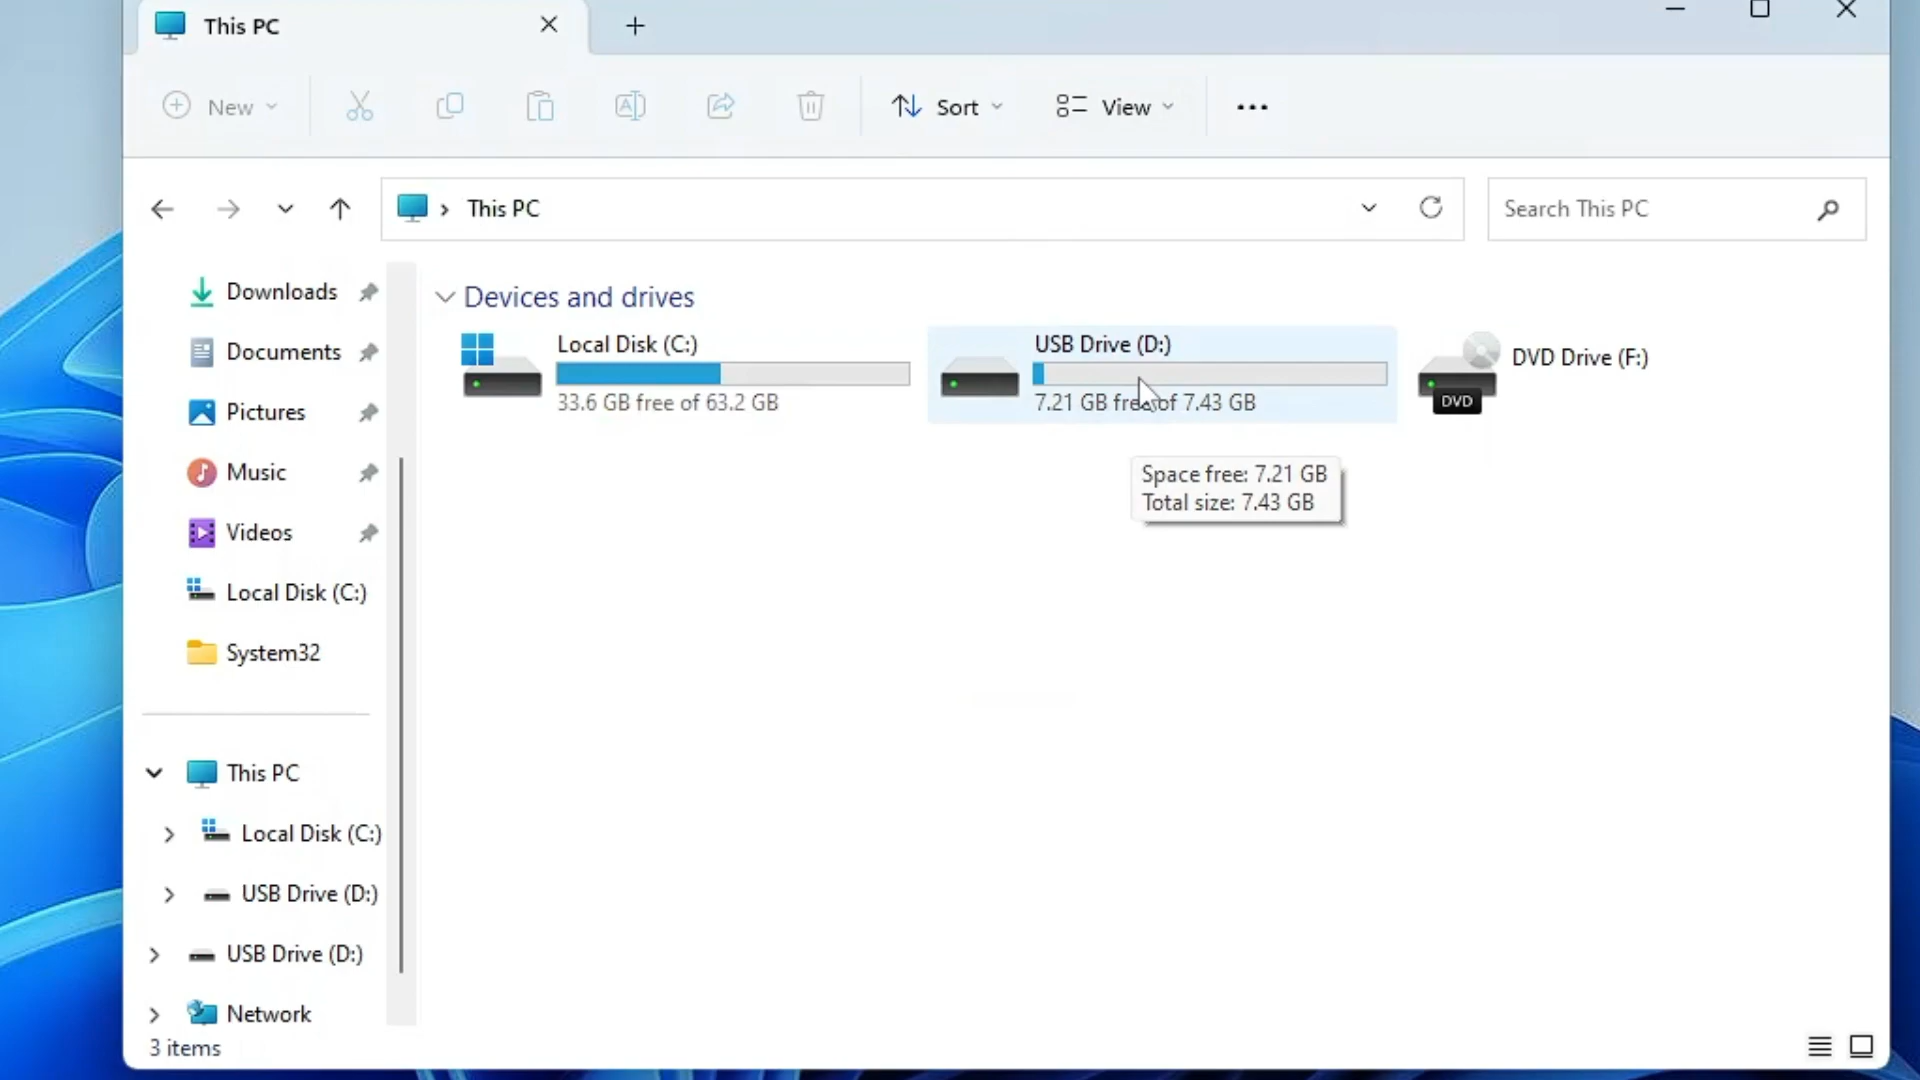 This PC
New
Sort
View
This PC
Search This PC
Downloads
Documents
Pictures
Music
Videos
Local Disk (C:)
System32
This PC
Local Disk (C:)
USB Drive (D:)
USB Drive (D:)
Network
3 items
Devices and drives
Local Disk (C:)
33.6 GB free of 63.2 GB
USB Drive (D:)
7.21 GB free of 7.43 GB
DVD Drive (F:)
DVD
Space free: 7.21 GB
Total size: 7.43 GB